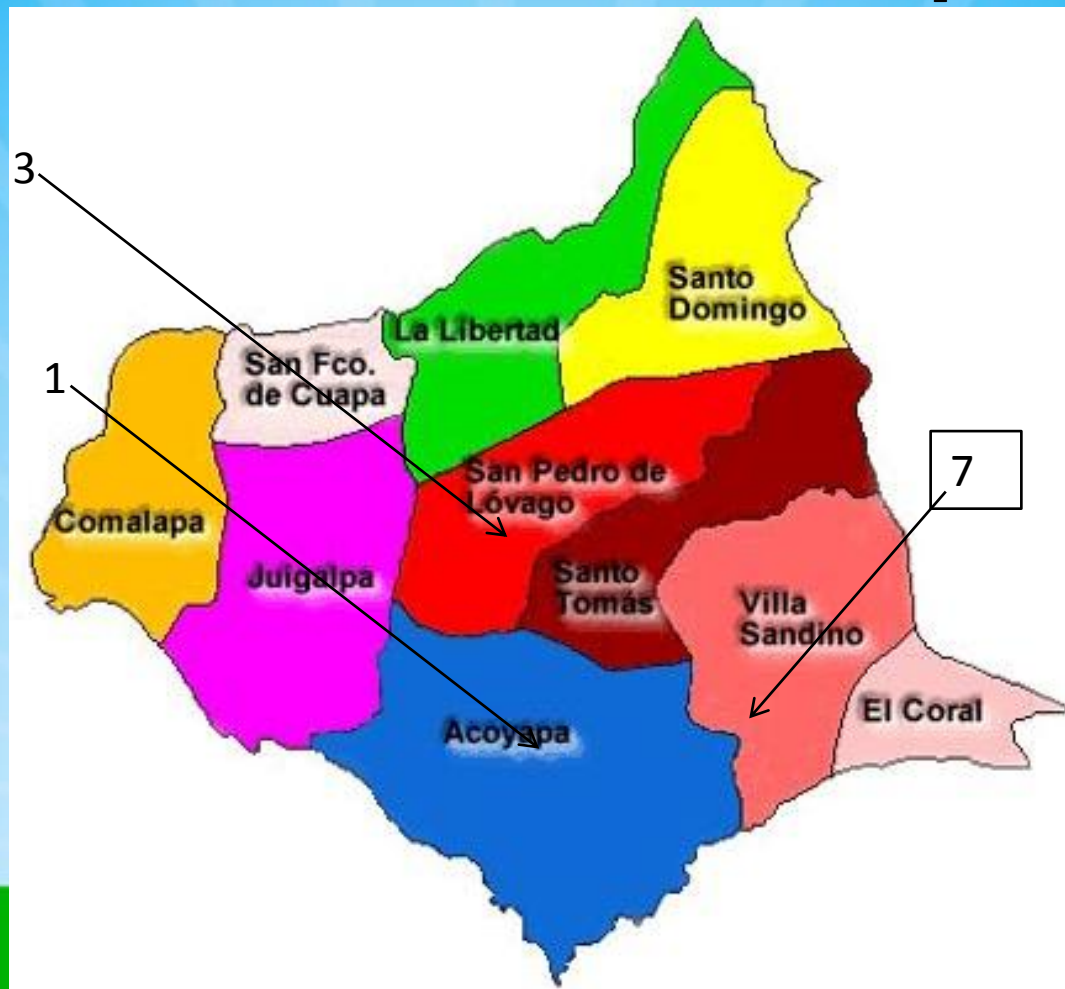 3
Santo
Domingo
La Libertad
San Fco.
de Cuapa
1
San Pedro de
Lóvago
7
Comalapa
Juigalpa
Santo
Tomás
Villa
Sandino
El Coral
Acoyapa